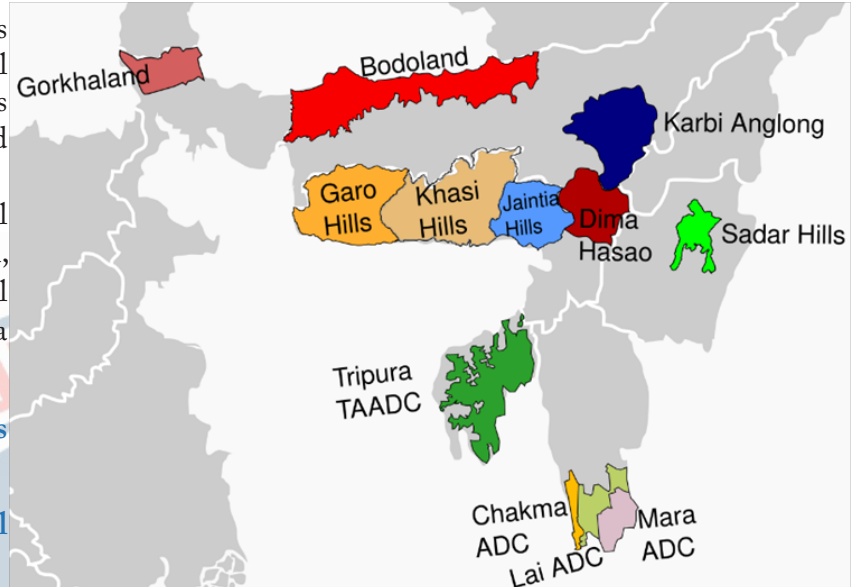 Gorkhaland
Bodoland
Karbi Anglong
Garo
Hills
Khasi
Hills
Jaintia
Hills
Dima
Hasao
Sadar Hills
Tripura
TAADC
Chakma
ADC
Lai ADC
Mara
ADC